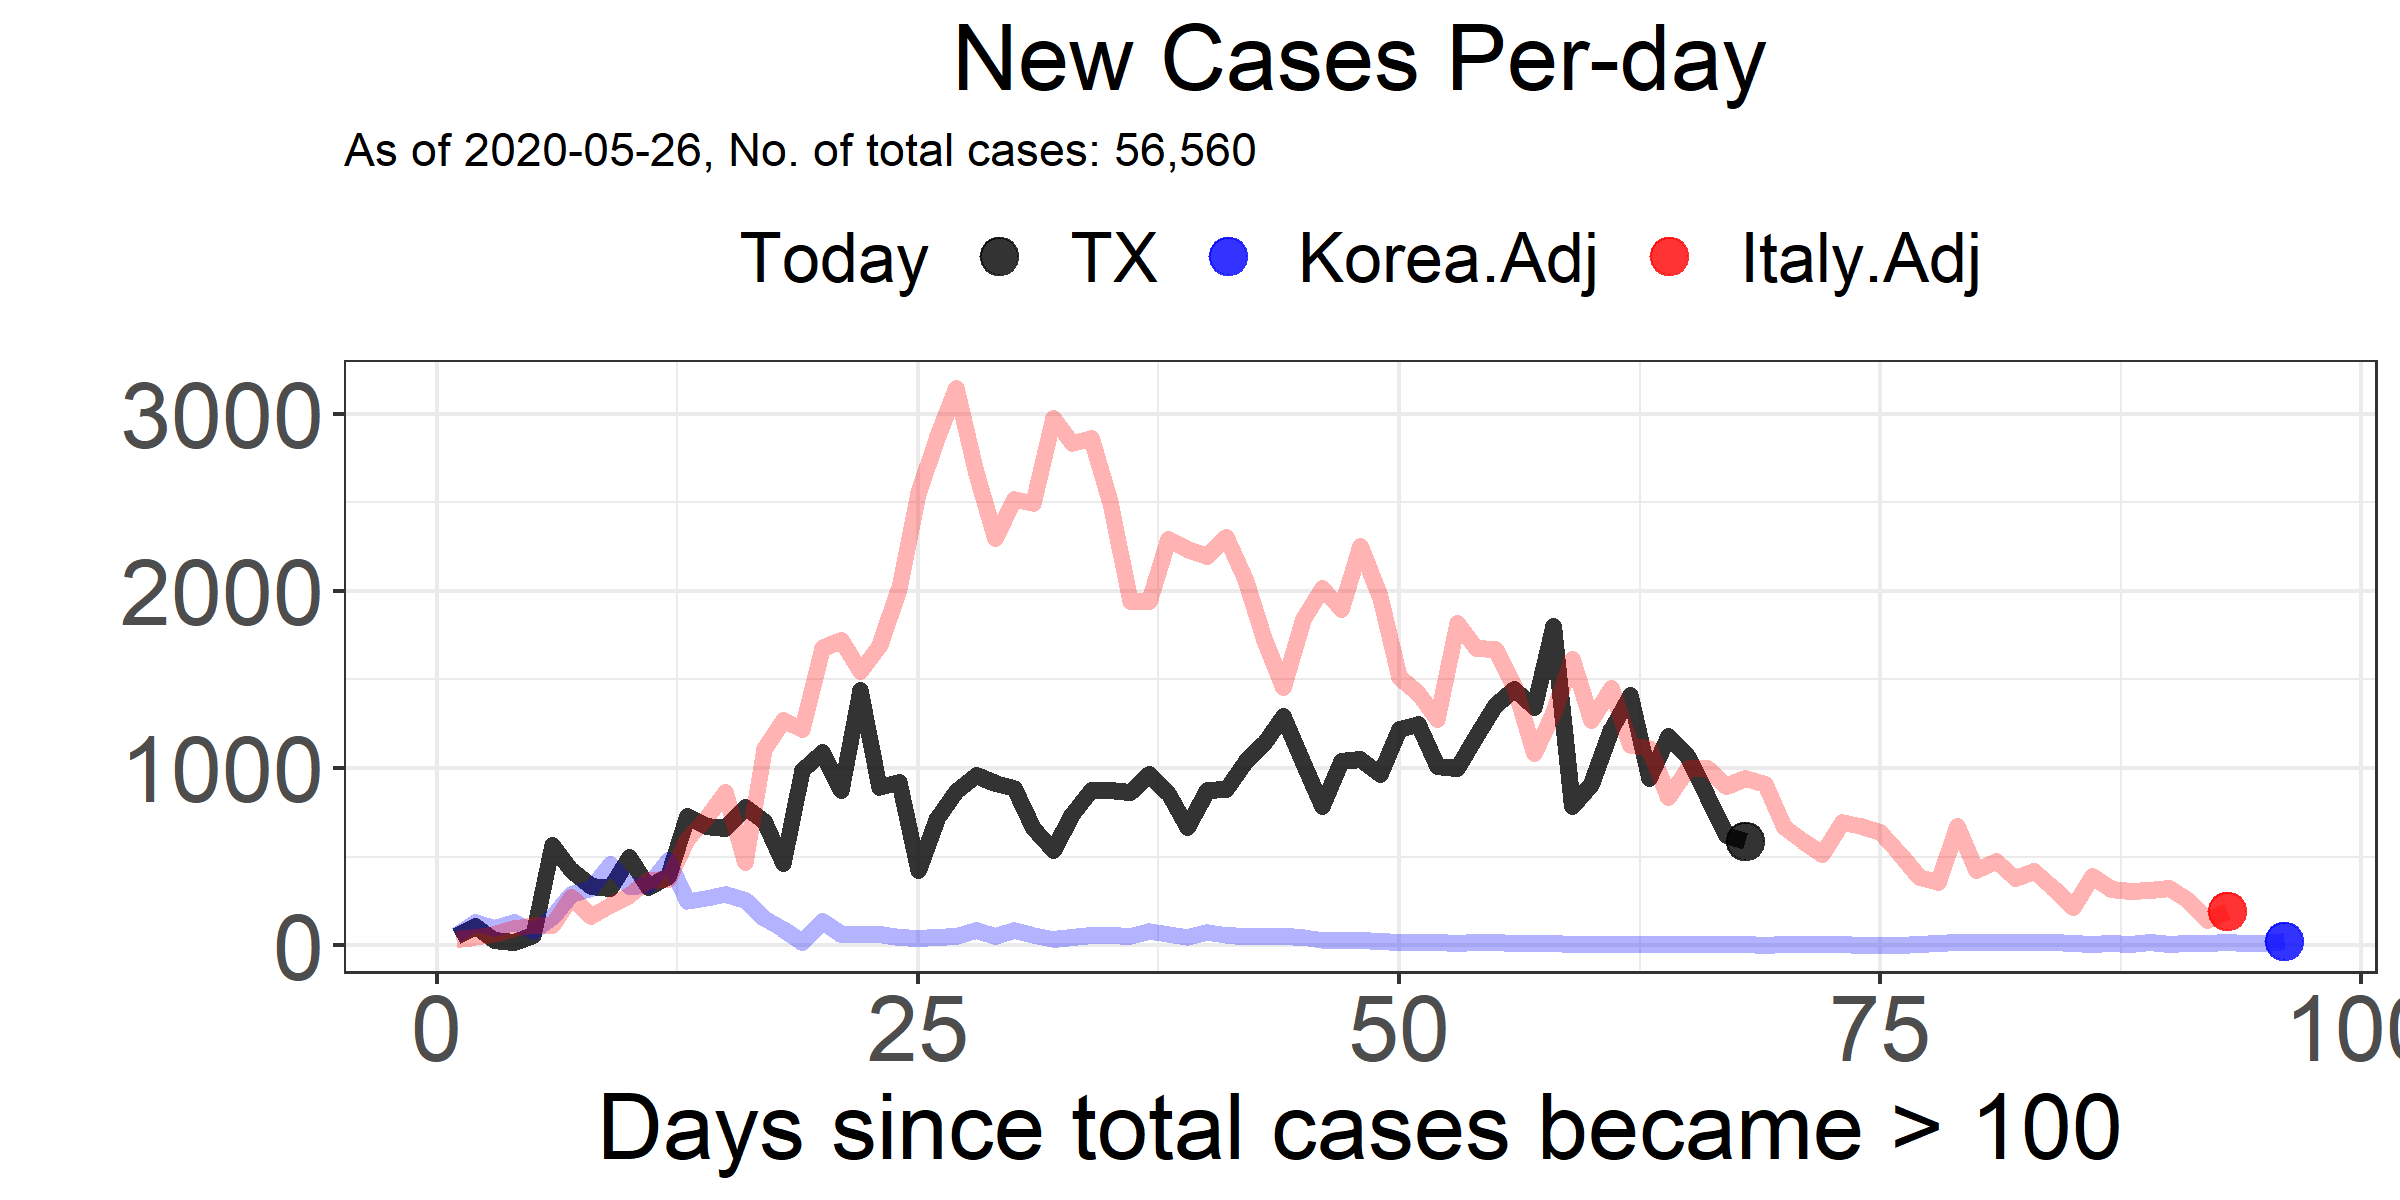 New Cases Per-day
As of 2020-05-26, No. of total cases: 56,560
Today TX Korea.Adj Italy.Adj
3000
2000
1000
0
0 25 50 75 100
Days since total cases became > 100